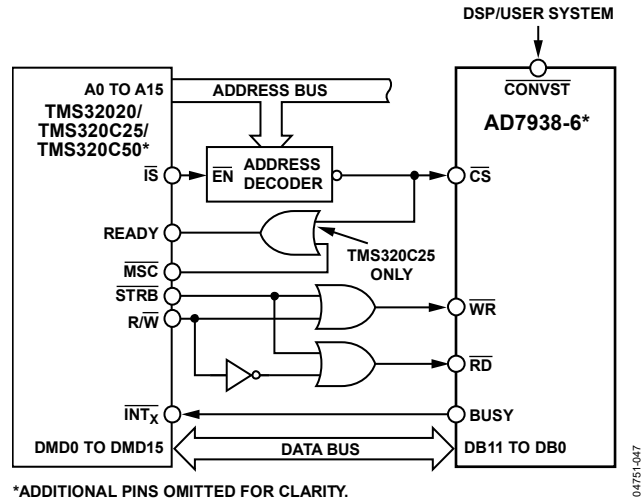 DSP/USER SYSTEM
A0 TO A15
ADDRESS BUS
CONVST
TMS32020/
TMS320C25/
TMS320C50*
AD7938-6*
IS
EN
ADDRESS
DECODER
CS
READY
TMS320C25
ONLY
MSC
STRB
R/W
WR
RD
INTX
BUSY
DMD0 TO DMD15
DATA BUS
DB11 TO DB0
*ADDITIONAL PINS OMITTED FOR CLARITY.
04751-047